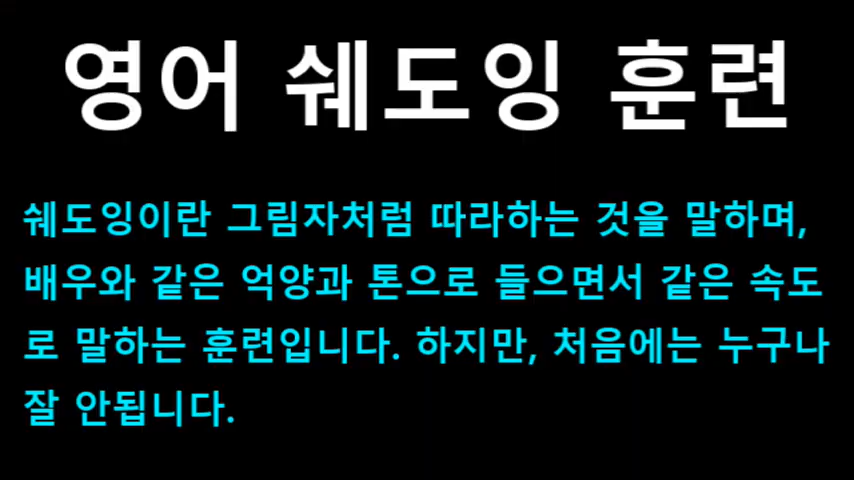 영어 쉐도잉 훈련
쉐도잉이란 그림자처럼 따라하는 것을 말하며,
배우와 같은 억양과 톤으로 들으면서 같은 속도
로 말하는 훈련입니다. 하지만, 처음에는 누구나
잘 안됩니다.